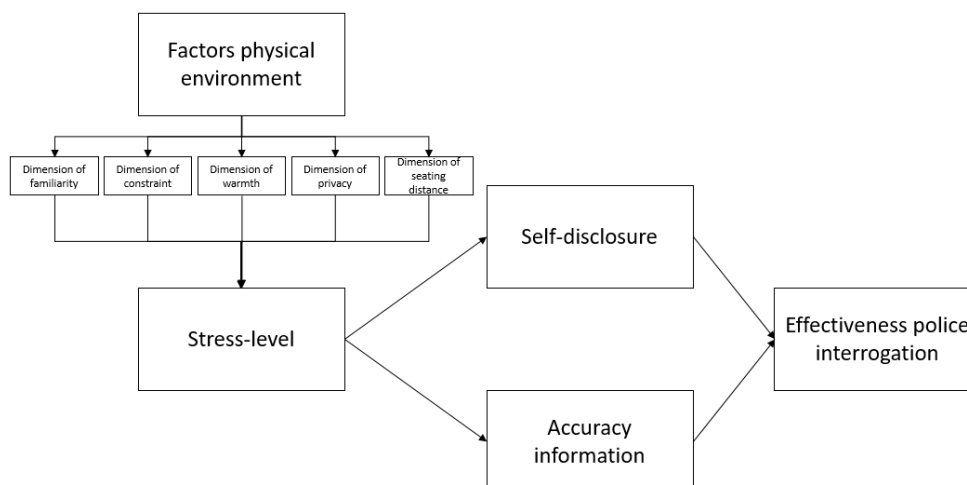 Factors physical
environment
Dimension of
familiarity
Dimension of
constraint
Dimension of
warmth
Dimension of
privacy
Dimension of
seating
distance
Self-disclosure
Stress-level
Effectiveness police
interrogation
Accuracy
information